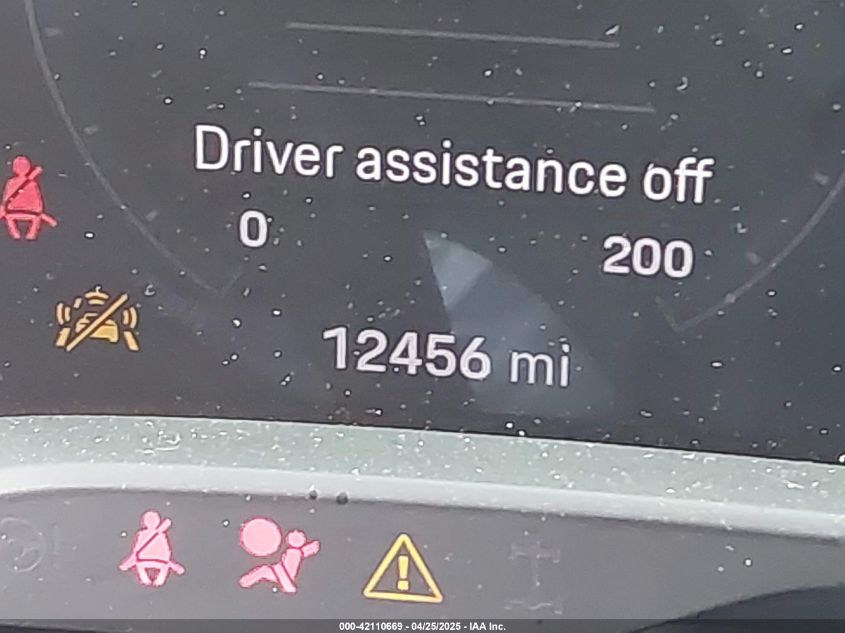 Driver assistance off
0 200
12456 mi
000-42110669 - 04/25/2025 - IAA Inc.